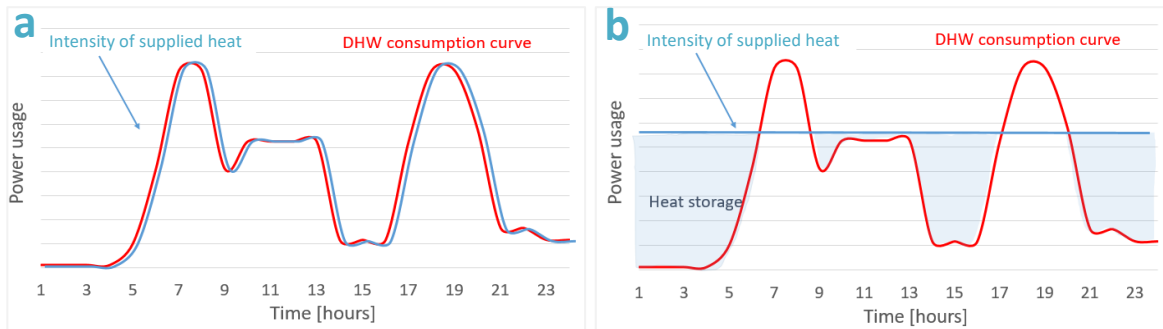 a
Intensity of supplied heat
DHW consumption curve
Power usage
1 3 5 7 9 11 13 15 17 19 21 23
Time [hours]
b
Intensity of supplied heat
DHW consumption curve
Power usage
Heat storage
1 3 5 7 9 11 13 15 17 19 21 23
Time [hours]